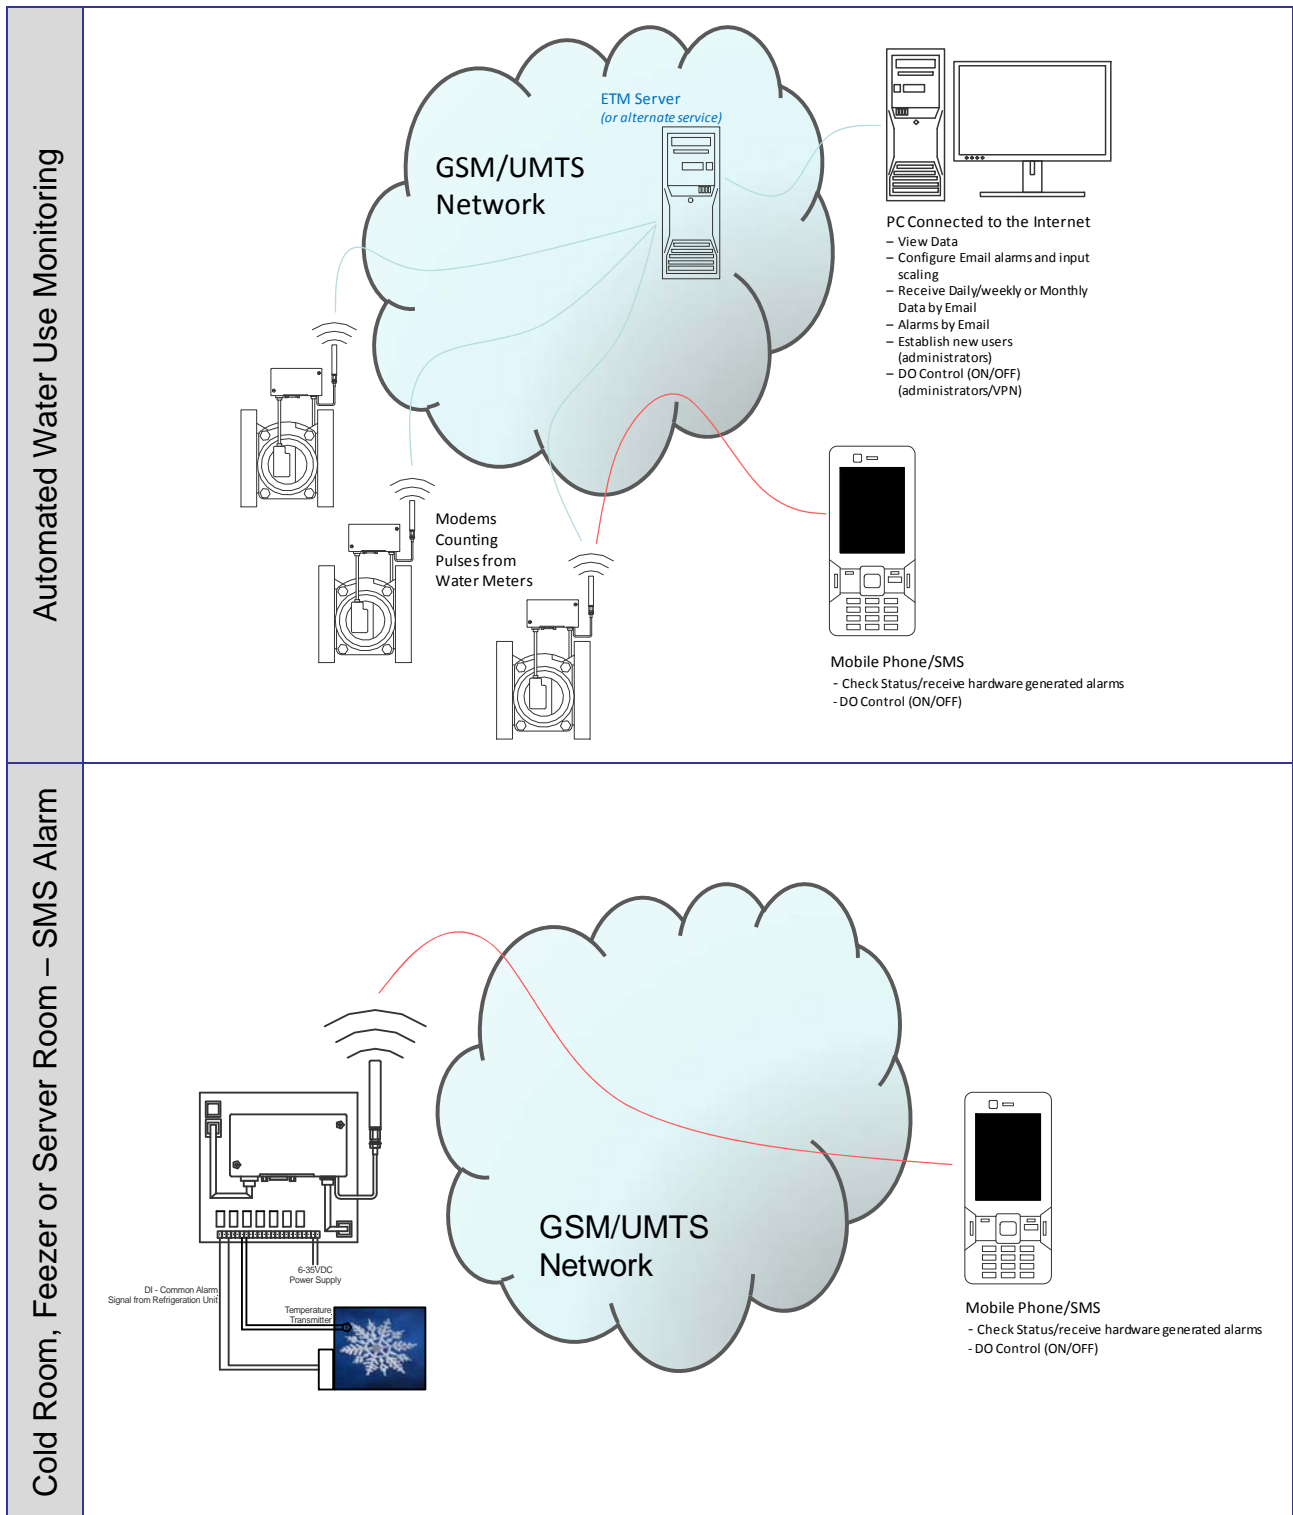 Automated Water Use Monitoring
ETM Server
(or alternate service)
GSM/UMTS
Network
PC Connected to the Internet
– View Data
– Configure Email alarms and input
scaling
– Receive Daily/weekly or Monthly
Data by Email
– Alarms by Email
– Establish new users
(administrators)
– DO Control (ON/OFF)
(administrators/VPN)
Modems
Counting
Pulses from
Water Meters
Mobile Phone/SMS
- Check Status/receive hardware generated alarms
- DO Control (ON/OFF)
Cold Room, Feezer or Server Room – SMS Alarm
6-35VDC
Power Supply
DI - Common Alarm
Signal from Refrigeration Unit
Temperature
Transmitter
GSM/UMTS
Network
Mobile Phone/SMS
- Check Status/receive hardware generated alarms
- DO Control (ON/OFF)